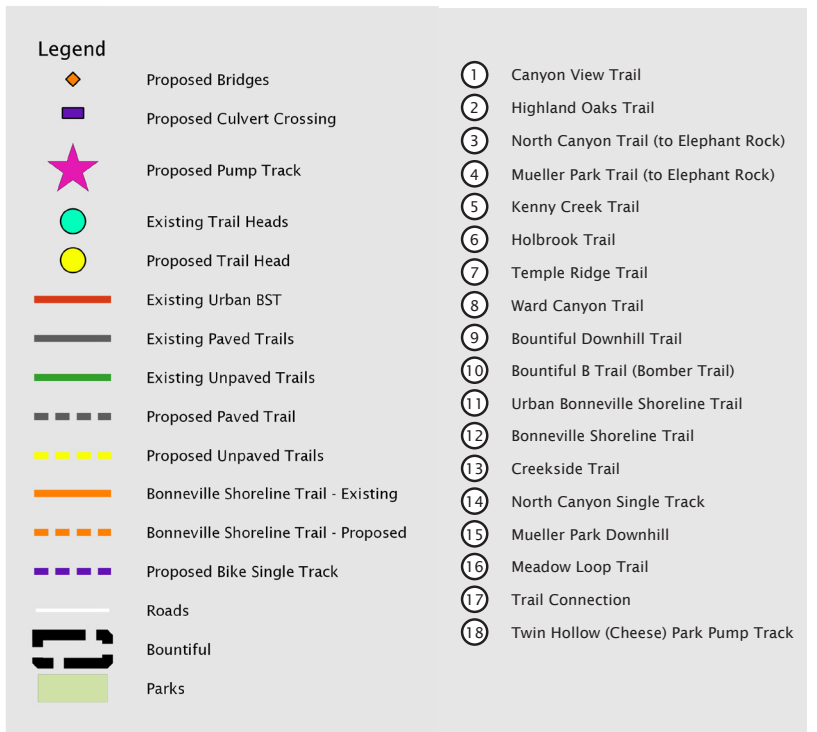 Legend
Proposed Bridges
Proposed Culvert Crossing
Proposed Pump Track
Existing Trail Heads
Proposed Trail Head
Existing Urban BST
Existing Paved Trails
Existing Unpaved Trails
Proposed Paved Trail
Proposed Unpaved Trails
Bonneville Shoreline Trail - Existing
Bonneville Shoreline Trail - Proposed
Proposed Bike Single Track
Roads
Bountiful
Parks
1 Canyon View Trail
2 Highland Oaks Trail
3 North Canyon Trail (to Elephant Rock)
4 Mueller Park Trail (to Elephant Rock)
5 Kenny Creek Trail
6 Holbrook Trail
7 Temple Ridge Trail
8 Ward Canyon Trail
9 Bountiful Downhill Trail
10 Bountiful B Trail (Bomber Trail)
11 Urban Bonneville Shoreline Trail
12 Bonneville Shoreline Trail
13 Creekside Trail
14 North Canyon Single Track
15 Mueller Park Downhill
16 Meadow Loop Trail
17 Trail Connection
18 Twin Hollow (Cheese) Park Pump Track